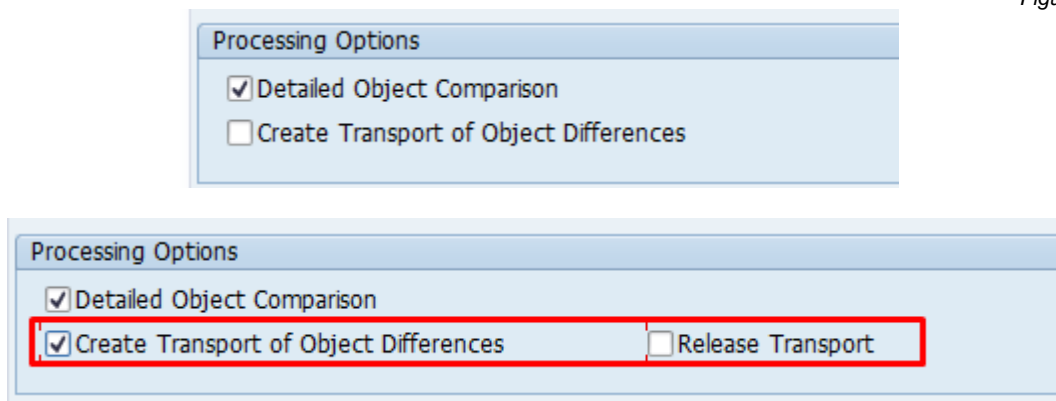 Figu
Processing Options
Detailed Object Comparison
Create Transport of Object Differences
Processing Options
Detailed Object Comparison
Create Transport of Object Differences Release Transport